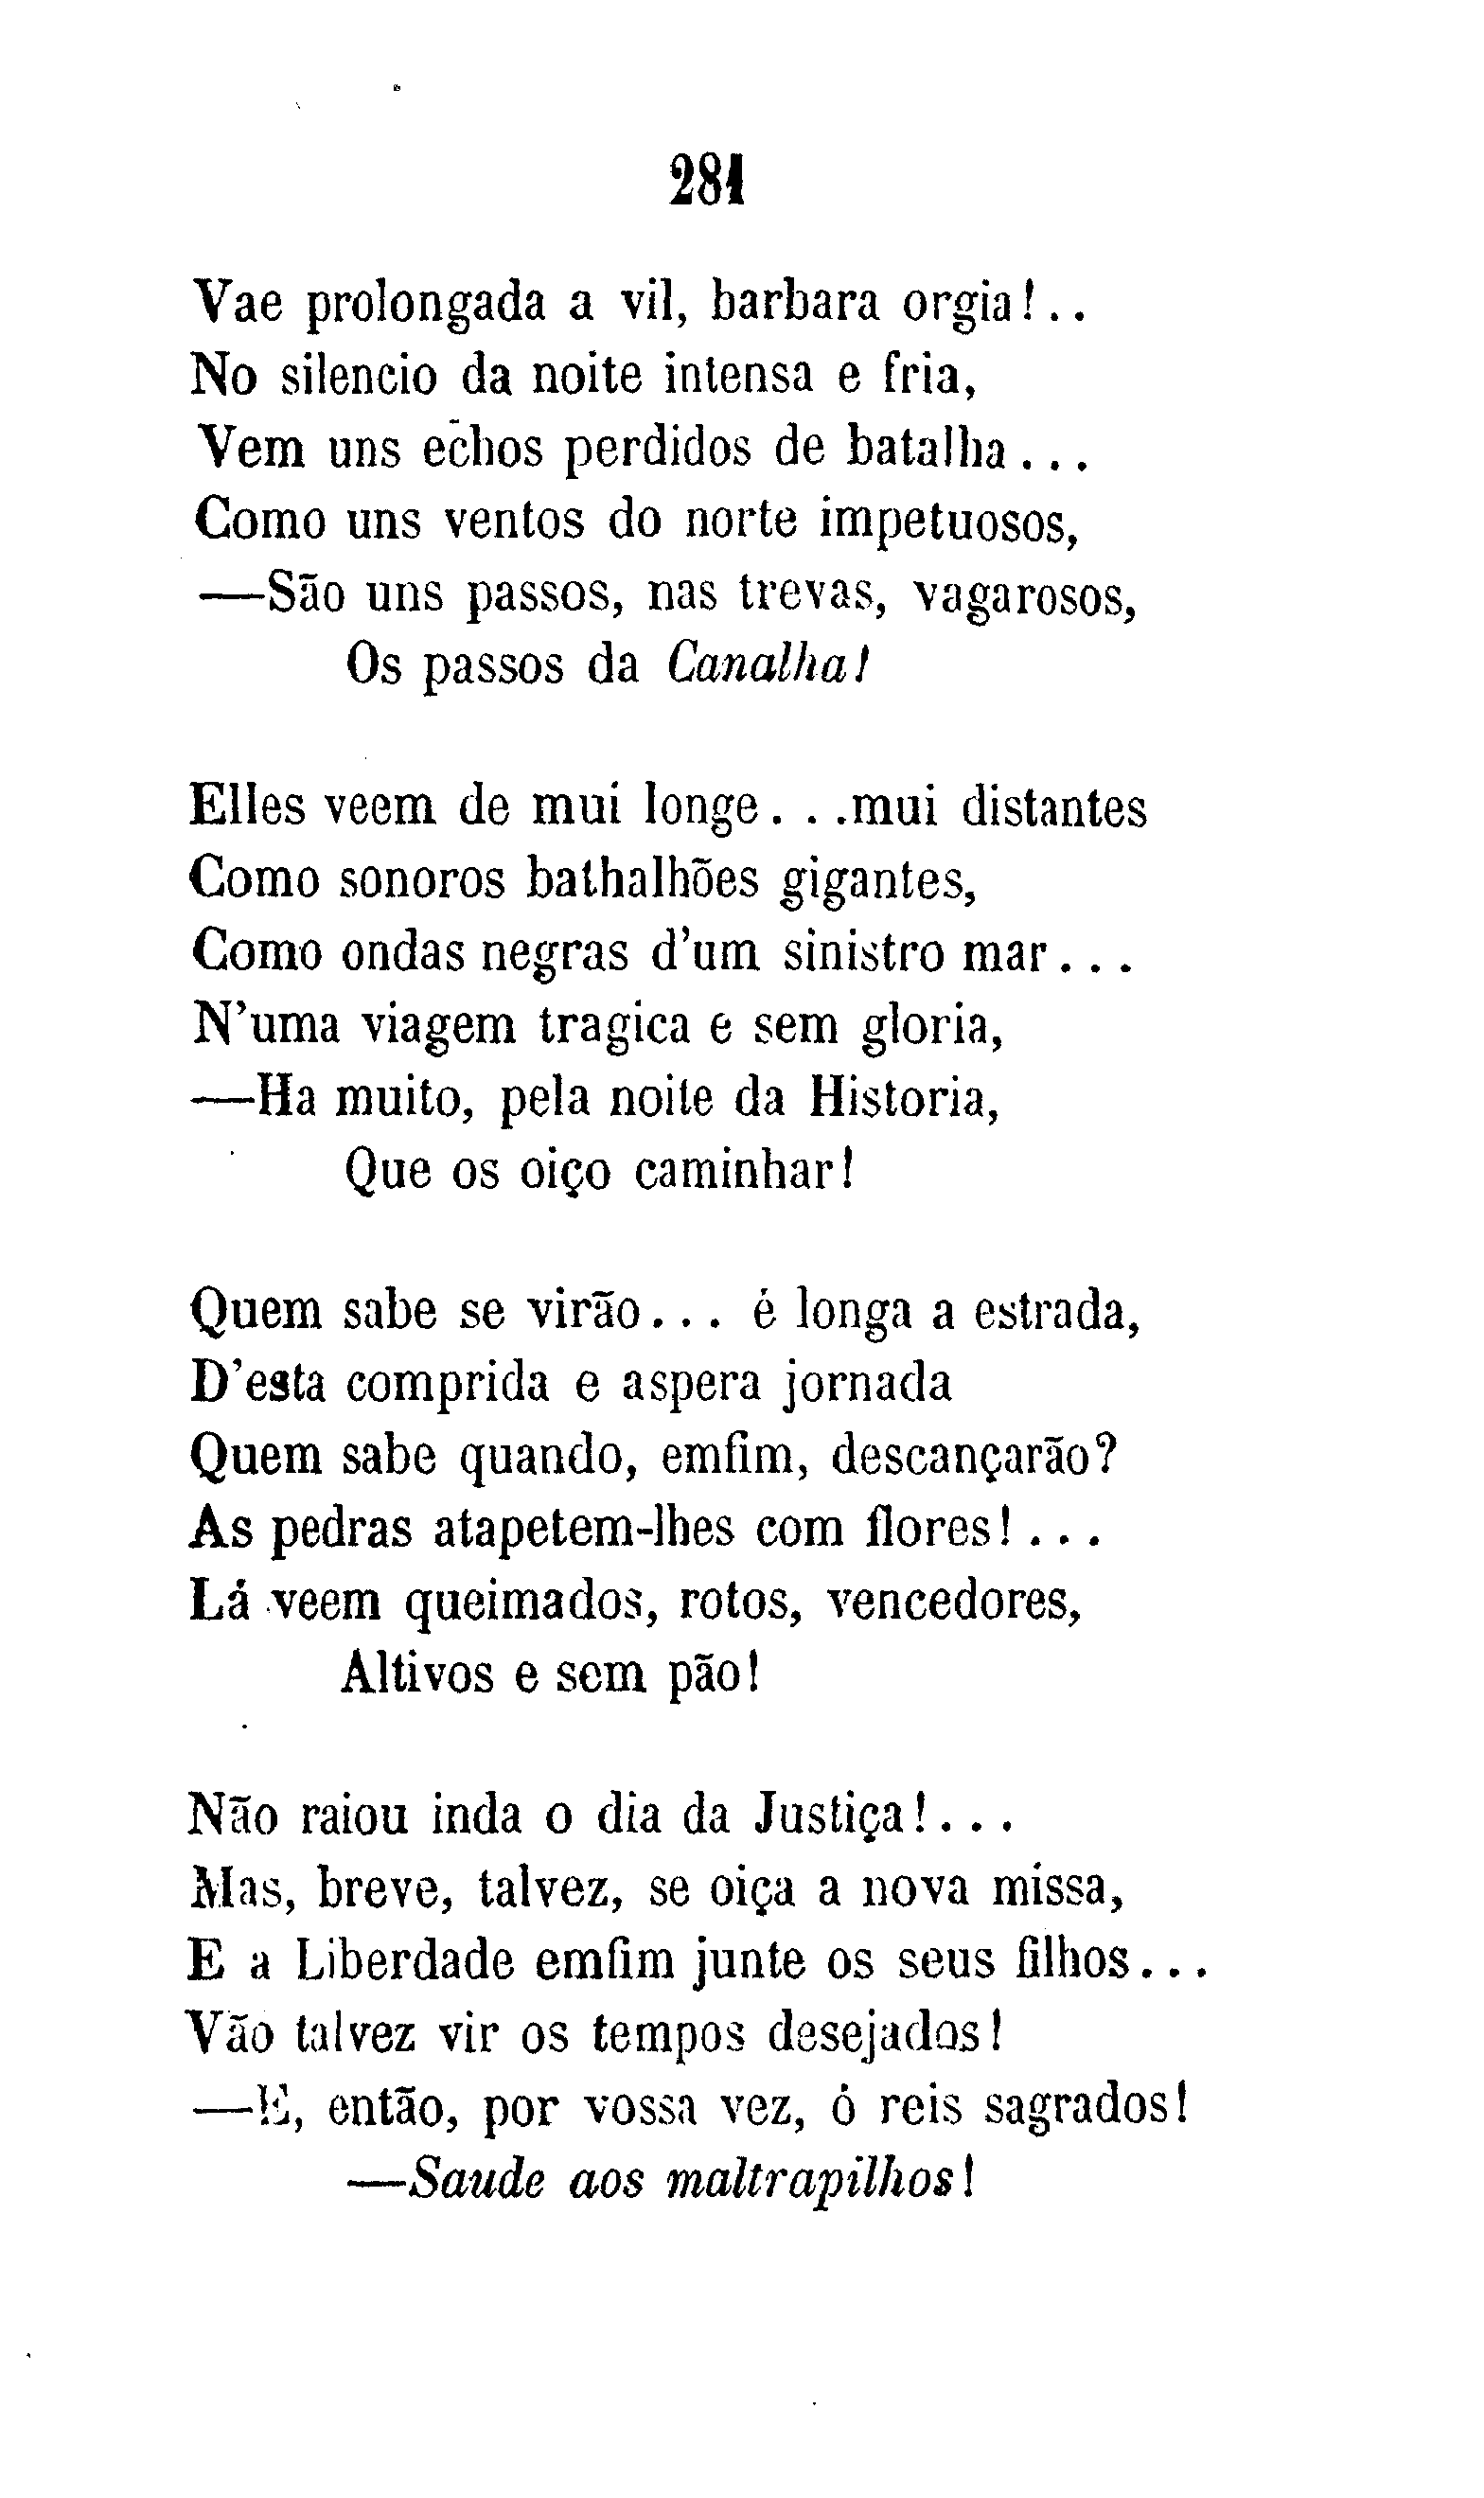 281
Vae prolongada a vil, barbara orgia!..
No silencio da noite intensa e fria,
Vem uns echos perdidos de batalha...
Como uns ventos do norte impetuosos,
—São uns passos, nas trevas, vagarosos,
Os passos da Canalha!
Elles veem de mui longe...mui distantes
Como sonoros bathalhões gigantes,
Como ondas negras d'um sinistro mar...
N'uma viagem tragica e sem gloria,
—Ha muito, pela noite da Historia,
Que os oiço caminhar!
Quem sabe se virão... é longa a estrada,
D'esta comprida e aspera jornada
Quem sabe quando, emfim, descançarão?
As pedras atapetem-lhes com flores!...
Lá veem queimados, rotos, vencedores,
Altivos e sem pão!
Não raiou inda o dia da Justiça!...
Mas, breve, talvez, se oiça a nova missa,
E a Liberdade emfim junte os seus filhos...
Vão talvez vir os tempos desejados!
—E, então, por vossa vez, ó reis sagrados!
—Saude aos maltrapilhos!